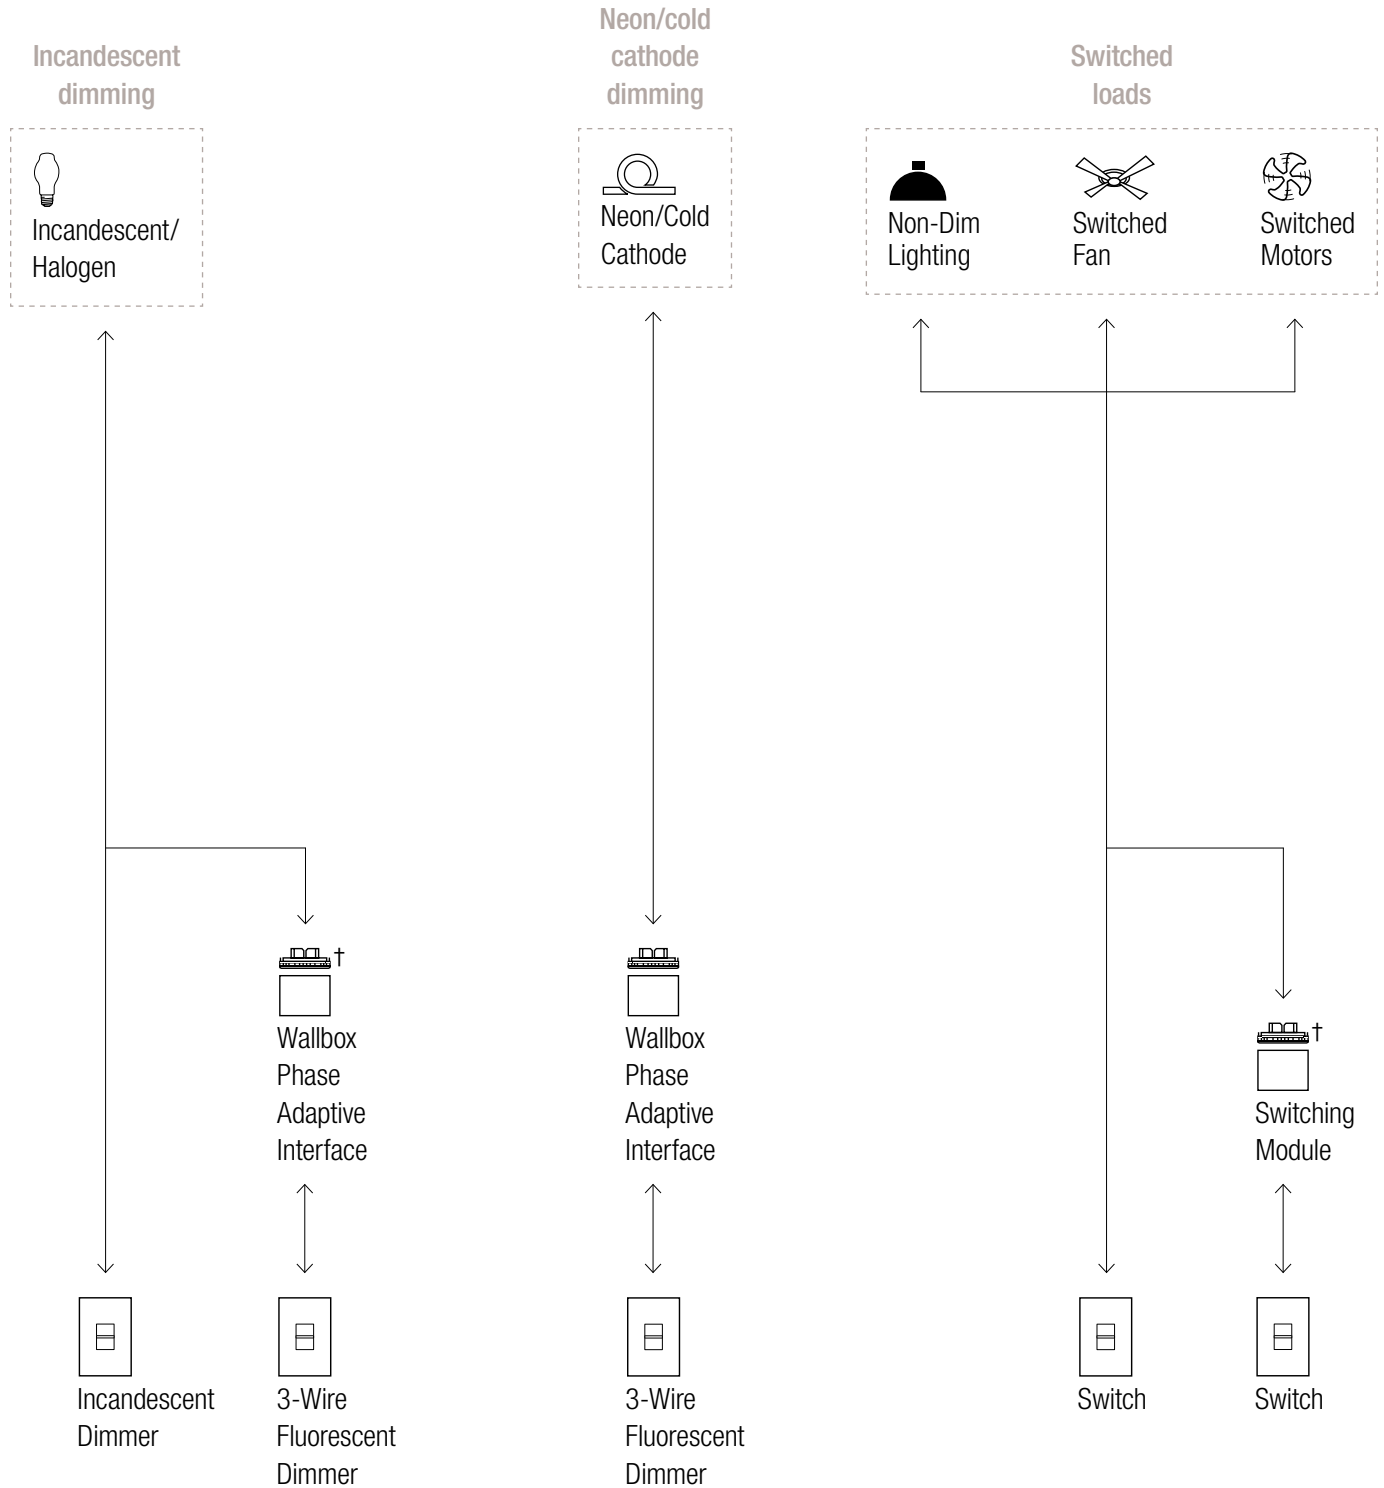 Incandescent
dimming
Neon/cold
cathode
dimming
Switched
loads
Incandescent/
Halogen
Neon/Cold
Cathode
Non-Dim
Lighting
Switched
Fan
Switched
Motors
†
Wallbox
Phase
Adaptive
Interface
Wallbox
Phase
Adaptive
Interface
†
Switching
Module
Incandescent
Dimmer
3-Wire
Fluorescent
Dimmer
3-Wire
Fluorescent
Dimmer
Switch
Switch